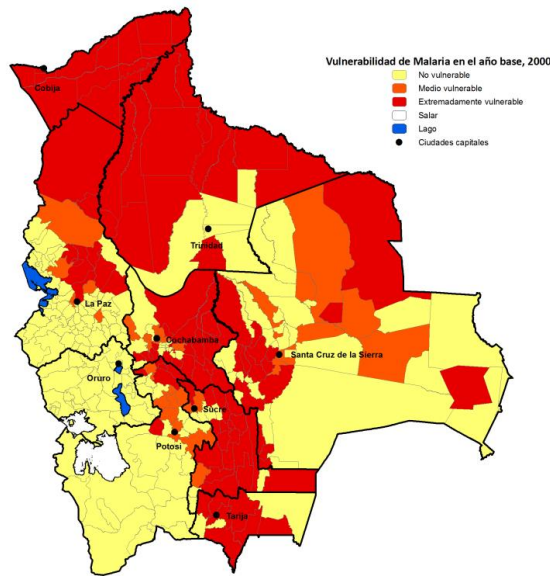 Vulnerabilidad de Malaria en el año base, 2000
No vulnerable
Medio vulnerable
Extremadamente vulnerable
Salar
Lago
Ciudades capitales
Cobija
Trinidad
La Paz
Cochabamba
Santa Cruz de la Sierra
Oruro
Sucre
Potosí
Tarija